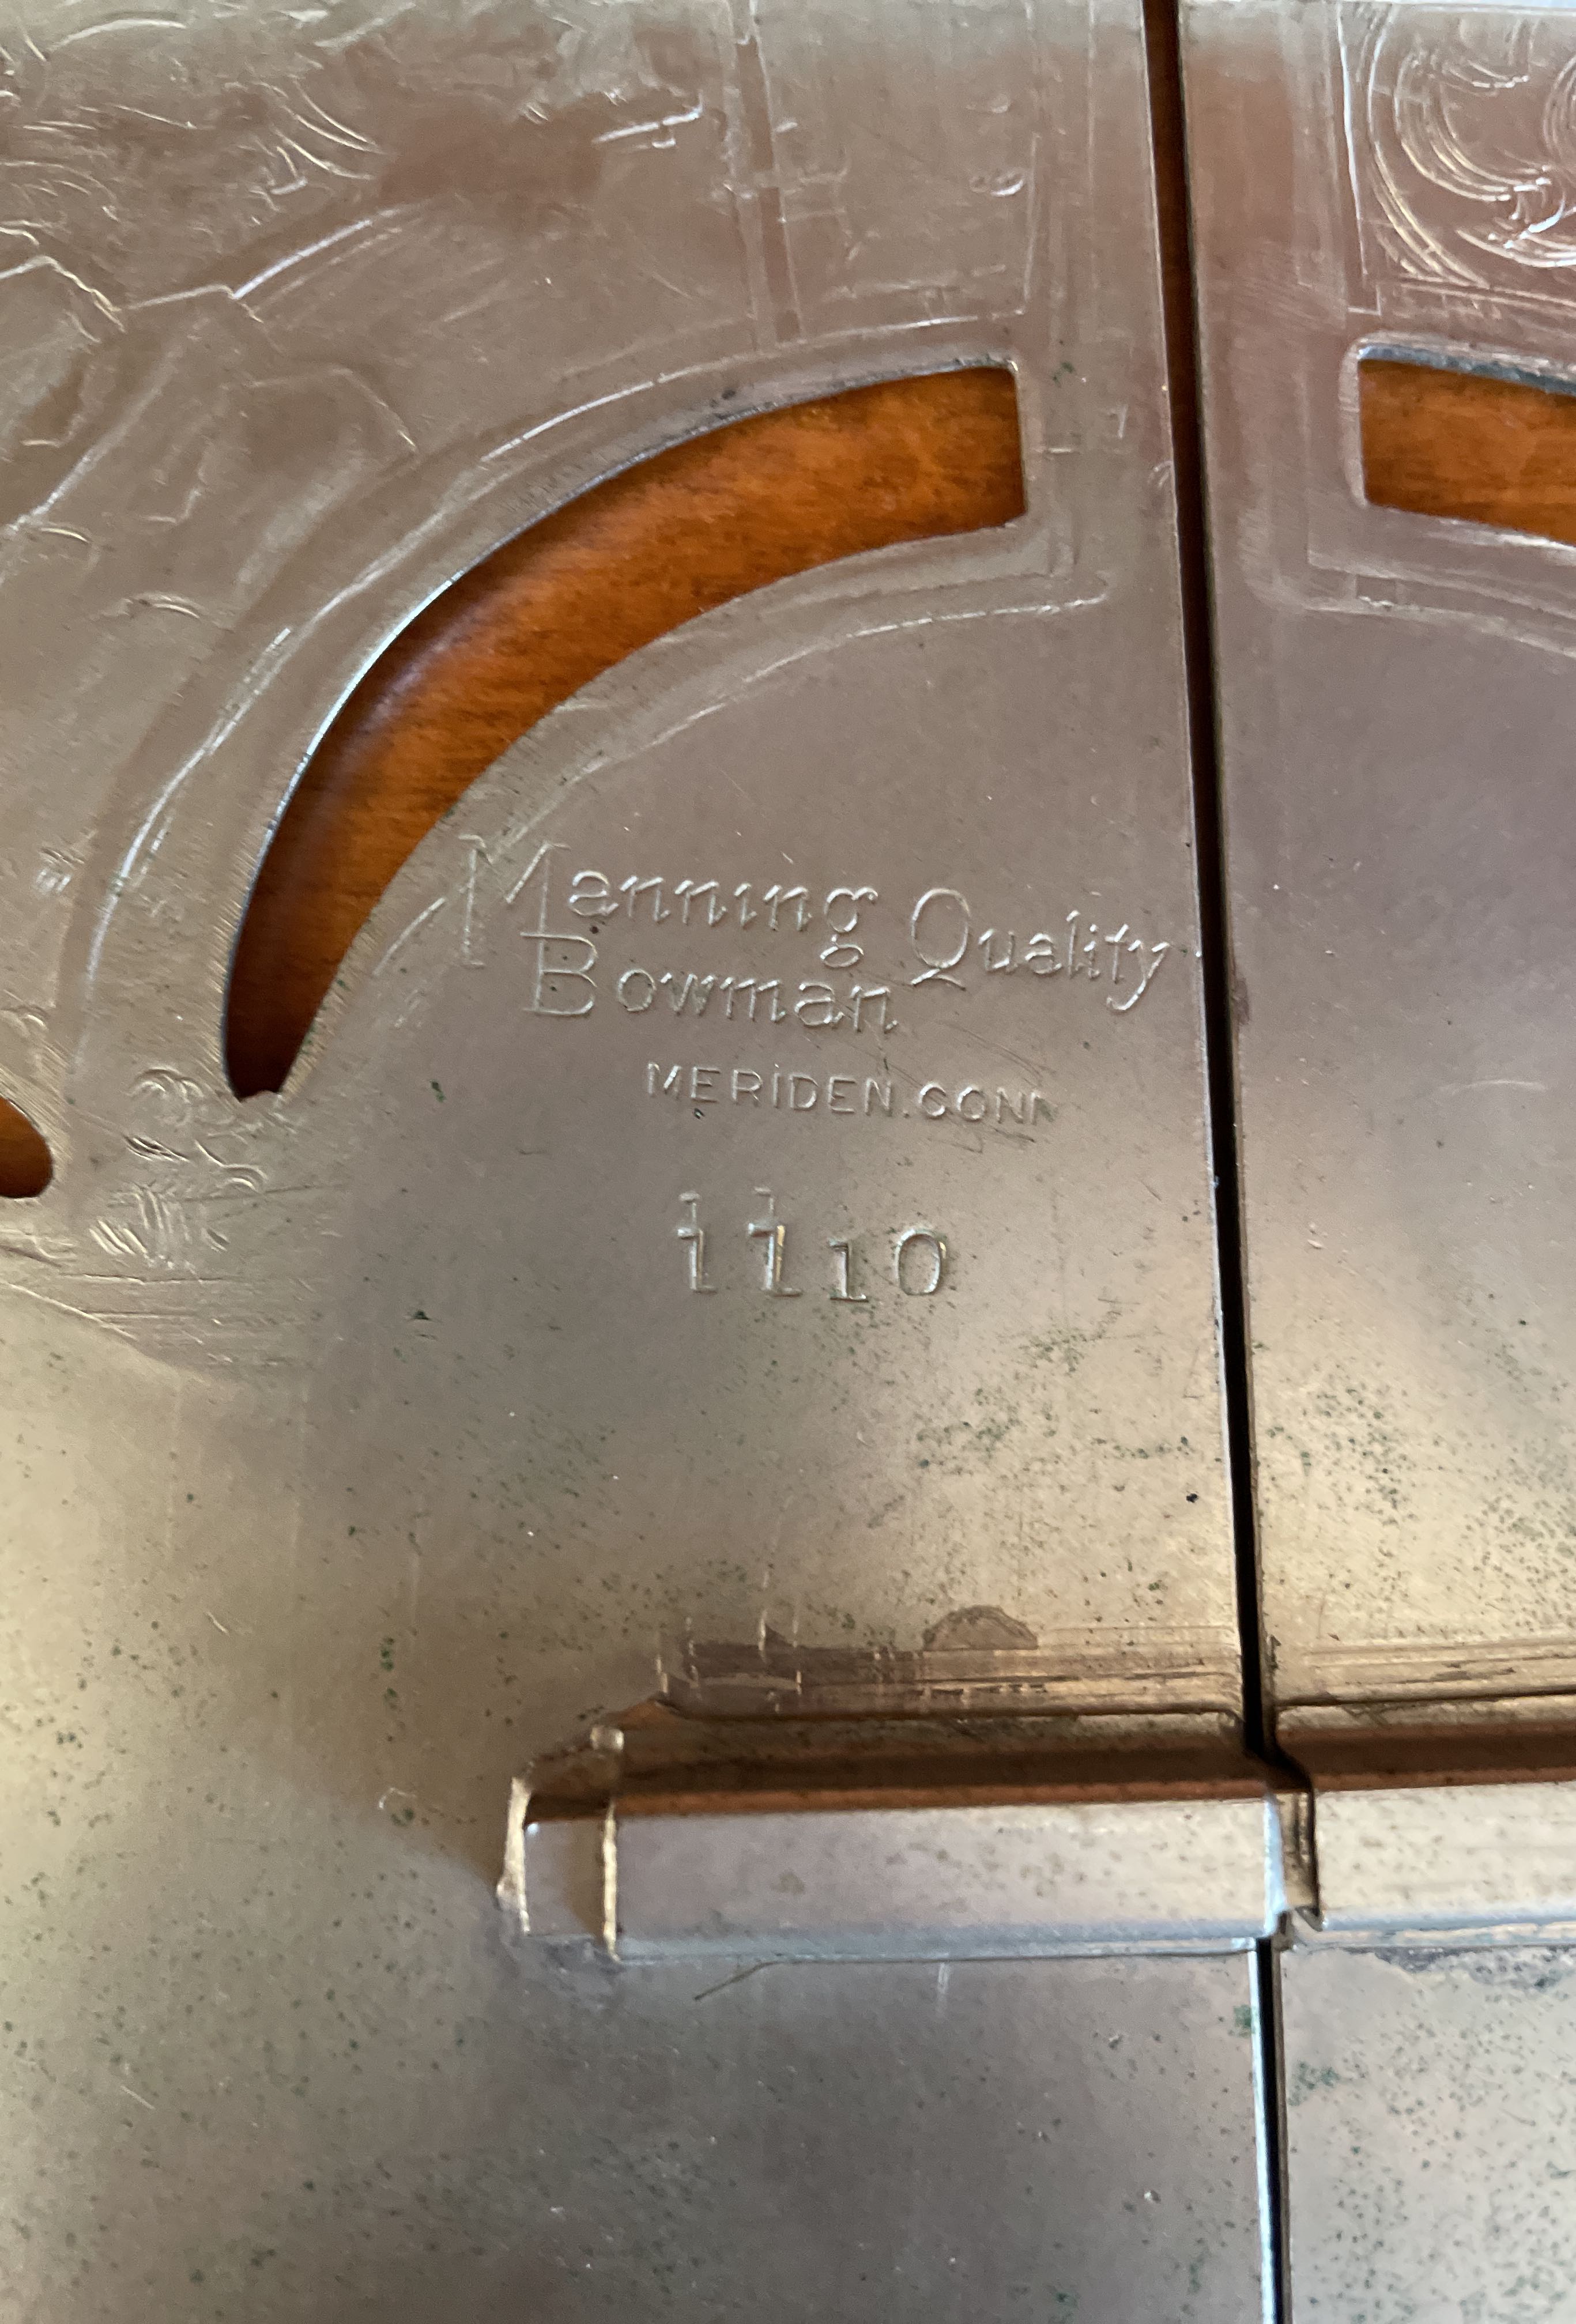 Manning Quality
Bowman
MERIDEN.CONN
1110